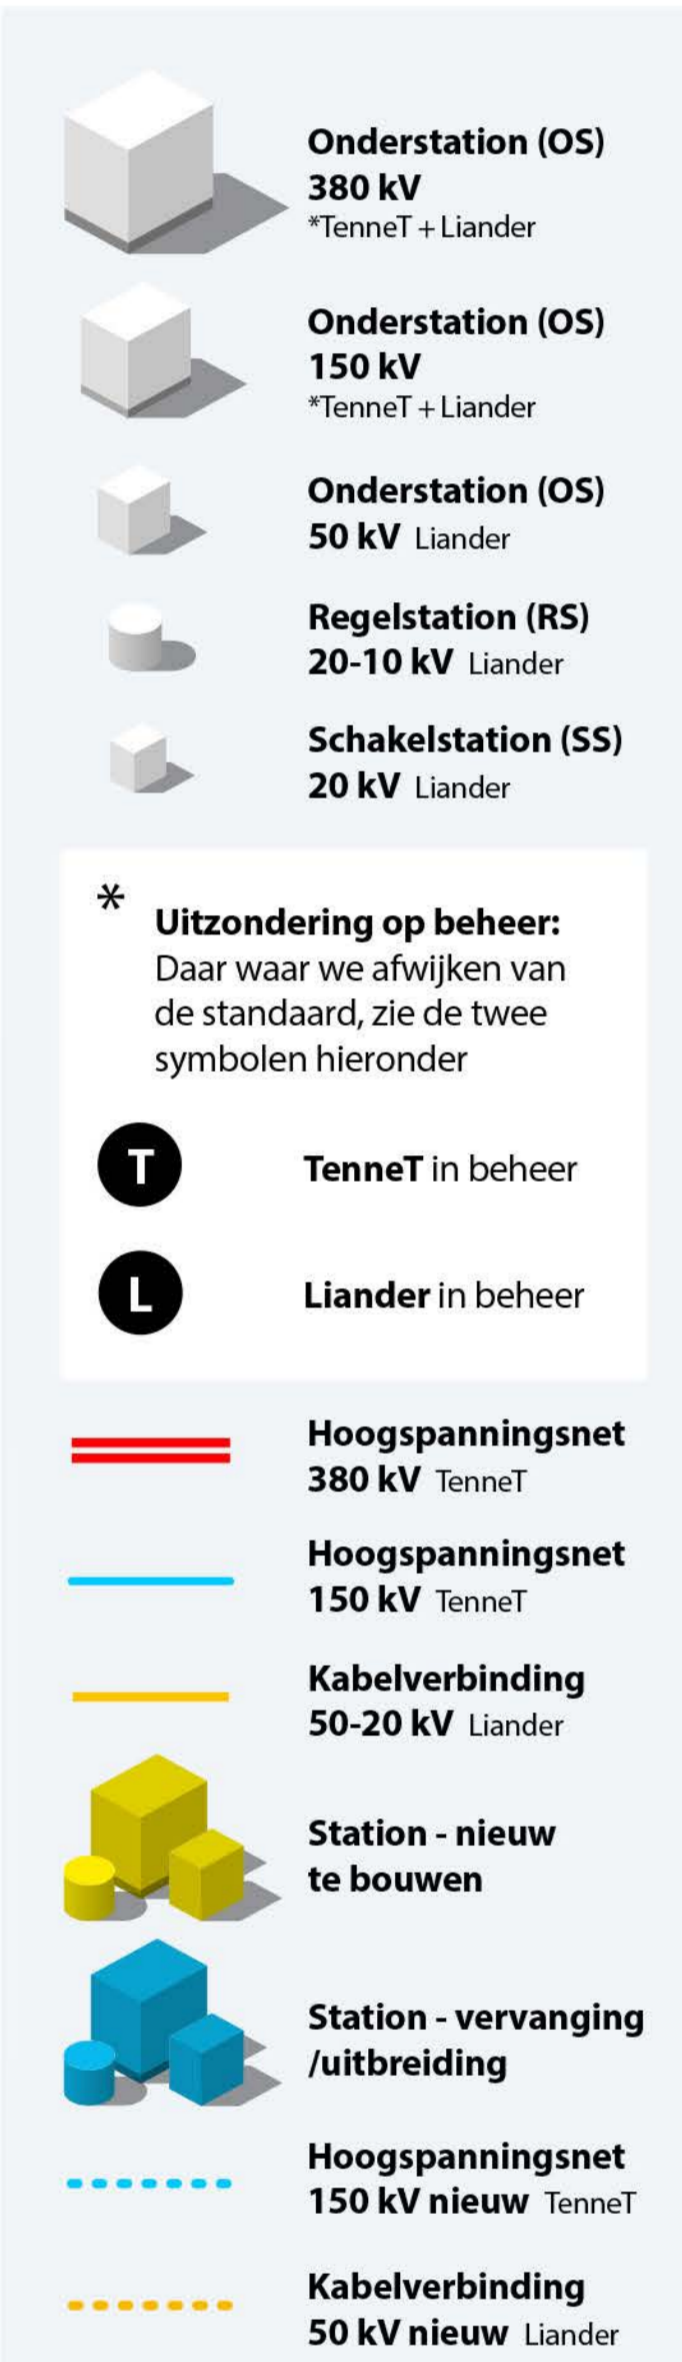 Onderstation (OS)
380 kV
*TenneT + Liander
Onderstation (OS)
150 kV
*TenneT + Liander
Onderstation (OS)
50 kV Liander
Regelstation (RS)
20-10 kV Liander
Schakelstation (SS)
20 kV Liander
*
Uitzondering op beheer:
Daar waar we afwijken van
de standaard, zie de twee
symbolen hieronder
T TenneT in beheer
L Liander in beheer
Hoogspanningsnet
380 kV TenneT
Hoogspanningsnet
150 kV TenneT
Kabelverbinding
50-20 kV Liander
Station - nieuw
te bouwen
Station - vervanging
/uitbreiding
Hoogspanningsnet
150 kV nieuw TenneT
Kabelverbinding
50 kV nieuw Liander